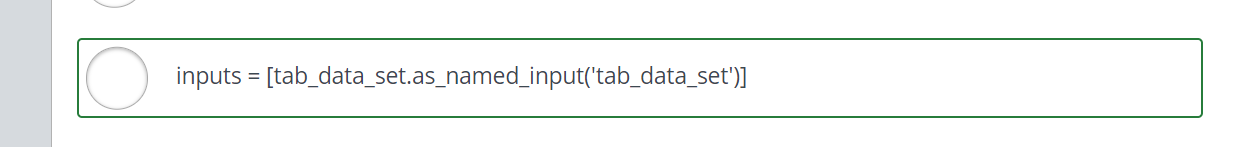 inputs = [tab_data_set.as_named_input('tab_data_set')]